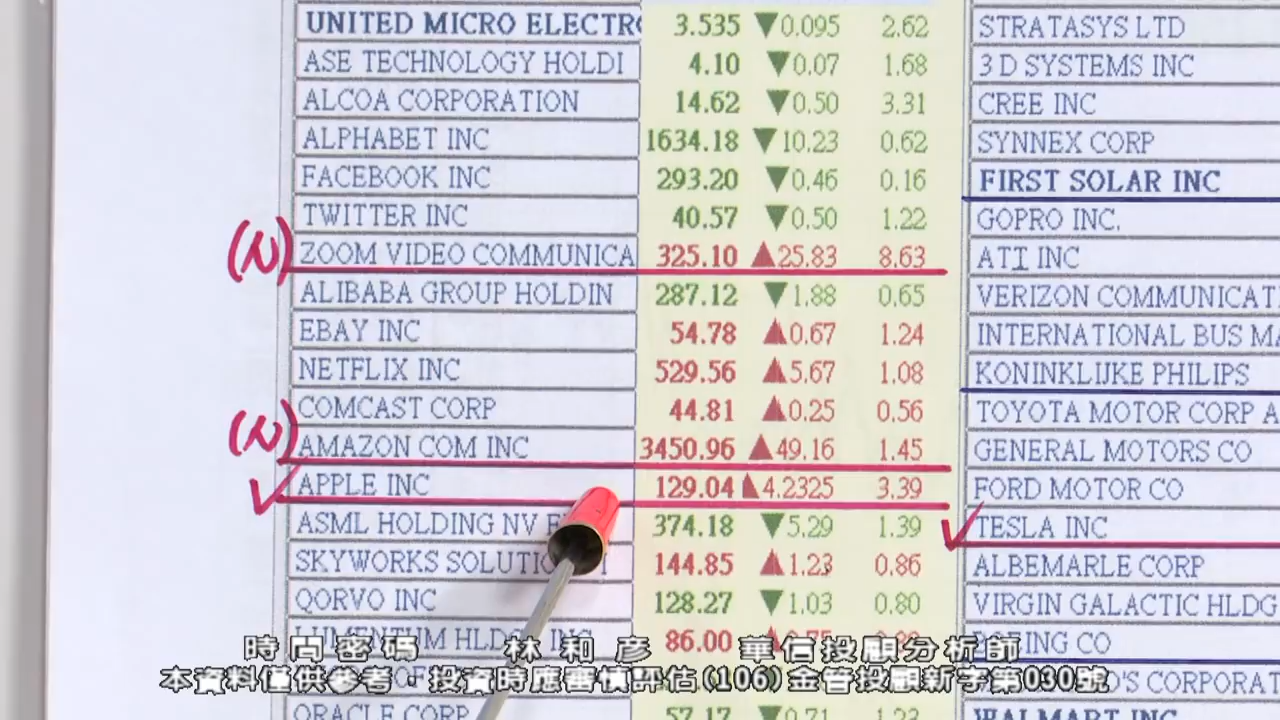 UNITED MICRO ELECTRO 3.535 ▼0.095 2.62 STRATASYS LTD
ASE TECHNOLOGY HOLDI 4.10 ▼0.07 1.68 3 D SYSTEMS INC
ALCOA CORPORATION 14.62 ▼0.50 3.31 CREE INC
ALPHABET INC 1634.18 ▼10.23 0.62 SYNNEX CORP
FACEBOOK INC 293.20 ▼0.46 0.16 FIRST SOLAR INC
TWITTER INC 40.57 ▼0.50 1.22 GOPRO INC.
(N) ZOOM VIDEO COMMUNICA 325.10 ▲25.83 8.63 ATI INC
ALIBABA GROUP HOLDIN 287.12 ▼1.88 0.65 VERIZON COMMUNICAT
EBAY INC 54.78 ▲0.67 1.24 INTERNATIONAL BUS MA
NETFLIX INC 529.56 ▲5.67 1.08 KONINKLIJKE PHILIPS
COMCAST CORP 44.81 ▲0.25 0.56 TOYOTA MOTOR CORP A
(N) AMAZON COM INC 3450.96 ▲49.16 1.45 GENERAL MOTORS CO
✓ APPLE INC 129.04 ▲4.2325 3.39 FORD MOTOR CO
ASML HOLDING NV 374.18 ▼5.29 1.39 ✓ TESLA INC
SKYWORKS 144.85 ▲1.23 0.86 ALBEMARLE CORP
QORVO INC 128.27 ▼1.03 0.80 VIRGIN GALACTIC HLDG
LUMENTUM 86.00 CO
時間密碼 林和彥 華信投顧分析師
本資料僅供參考，投資時應審慎評估(106)金管投顧新字第030號
ORACLE CORP 57.17 ▼0.71 1.23 WALMART INC